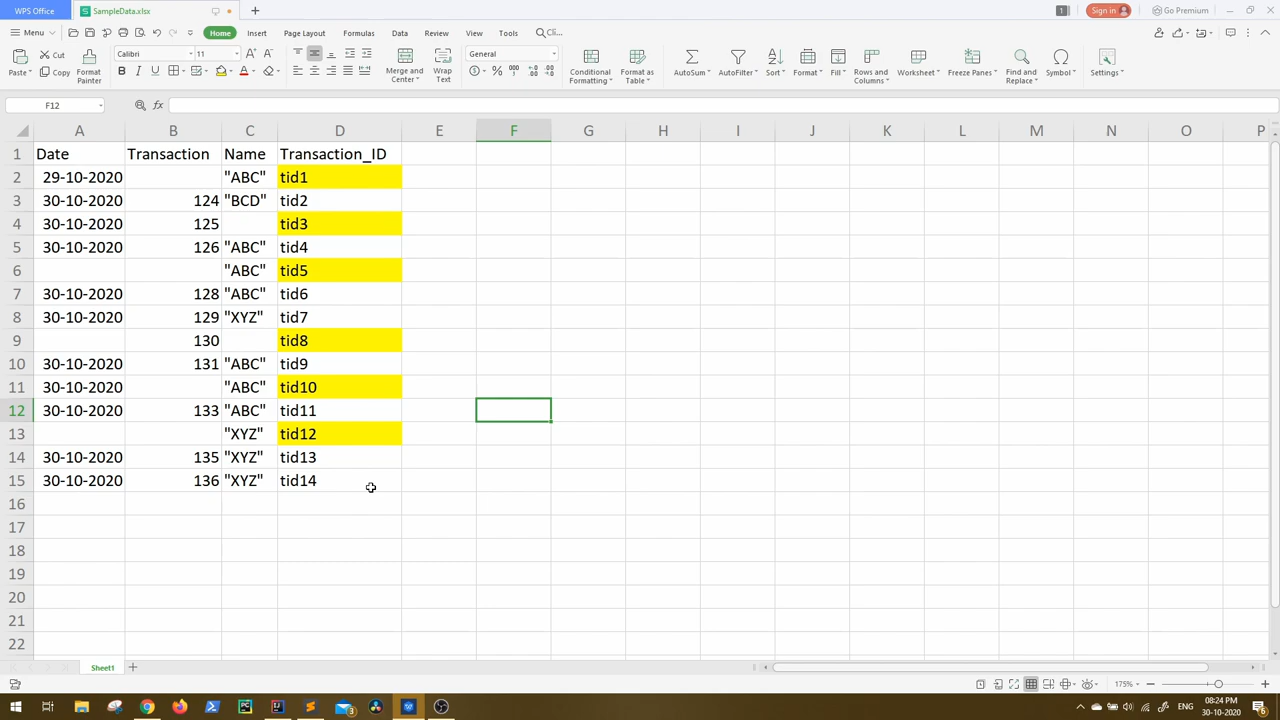 WPS Office
SampleData.xlsx
1
Sign in
Go Premium
Menu
Home
Insert
Page Layout
Formulas
Data
Review
View
Tools
Cli...
Paste
Cut
Copy
Format Painter
Calibri
11
Merge and Center
Wrap Text
General
Conditional Formatting
Format as Table
AutoSum
AutoFilter
Sort
Format
Fill
Rows and Columns
Worksheet
Freeze Panes
Find and Replace
Symbol
Settings
F12
fx
A B C D E F G H I J K L M N O P
1 Date Transaction Name Transaction_ID
2 29-10-2020 "ABC" tid1
3 30-10-2020 124 "BCD" tid2
4 30-10-2020 125 tid3
5 30-10-2020 126 "ABC" tid4
6 "ABC" tid5
7 30-10-2020 128 "ABC" tid6
8 30-10-2020 129 "XYZ" tid7
9 130 tid8
10 30-10-2020 131 "ABC" tid9
11 30-10-2020 "ABC" tid10
12 30-10-2020 133 "ABC" tid11
13 "XYZ" tid12
14 30-10-2020 135 "XYZ" tid13
15 30-10-2020 136 "XYZ" tid14
16
17
18
19
20
21
22
Sheet1
175%
ENG
08:24 PM
30-10-2020